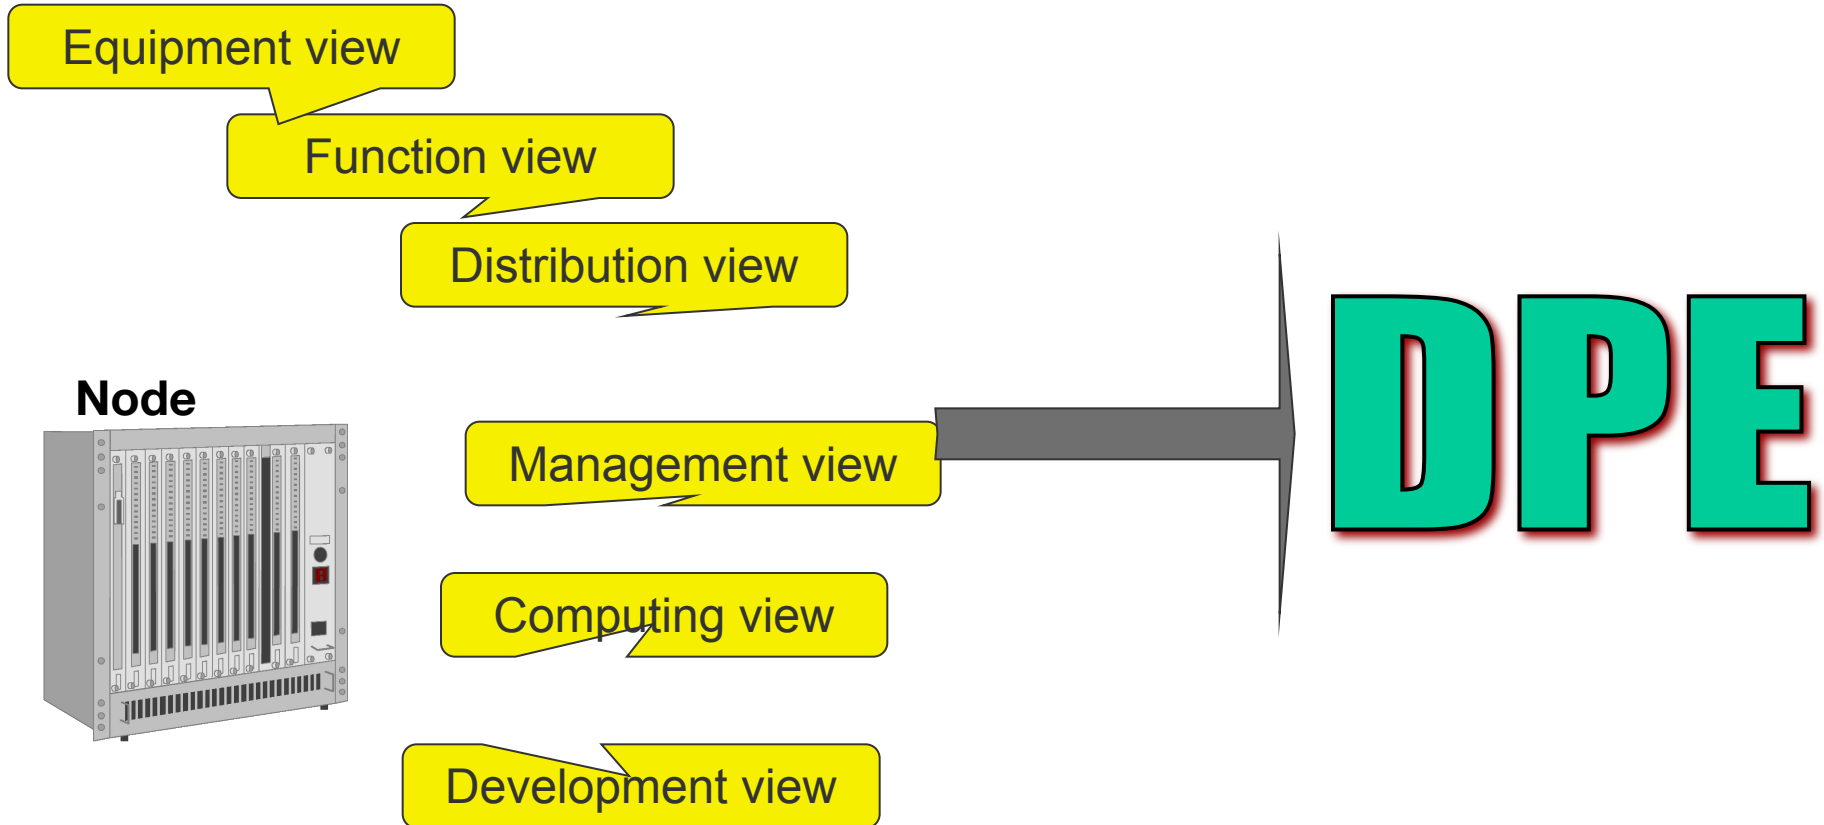 Equipment view
Function view
Distribution view
Node
Management view
Computing view
Development view
DPE